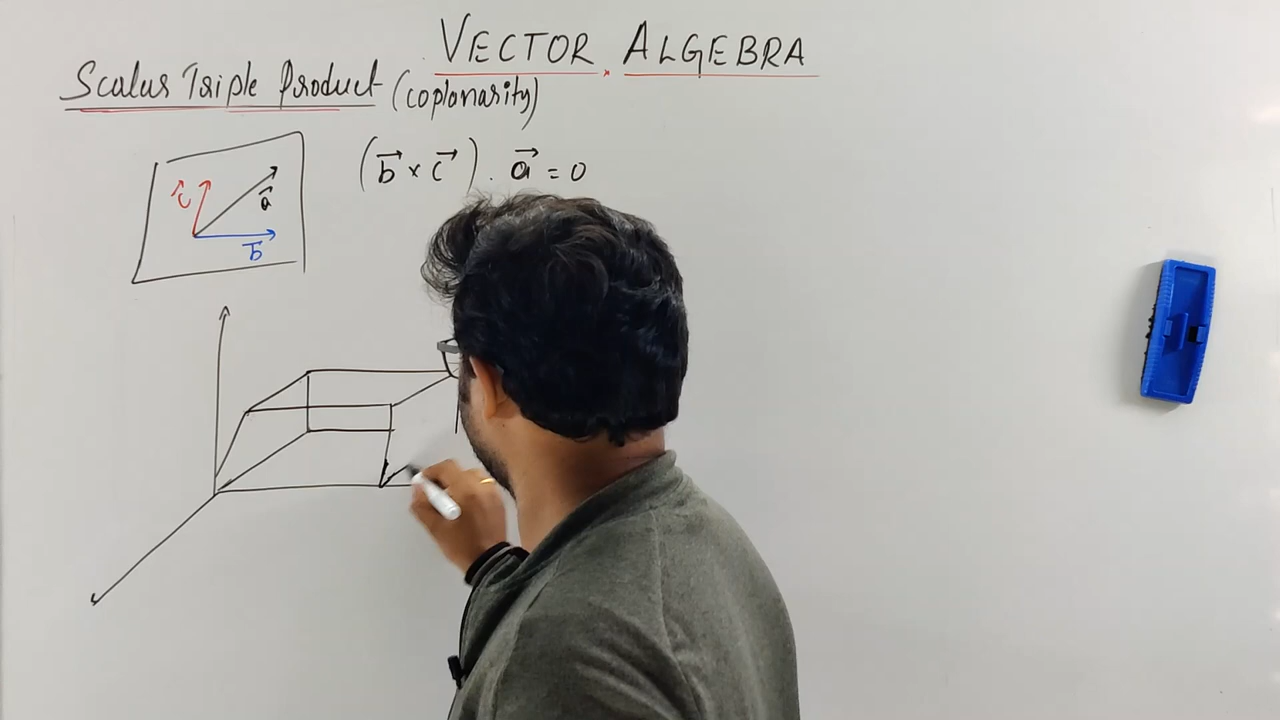 VECTOR ALGEBRA
Scalar Triple Product (coplanarity)
(b⃗ × c⃗) . a⃗ = 0
c⃗
a⃗
b⃗